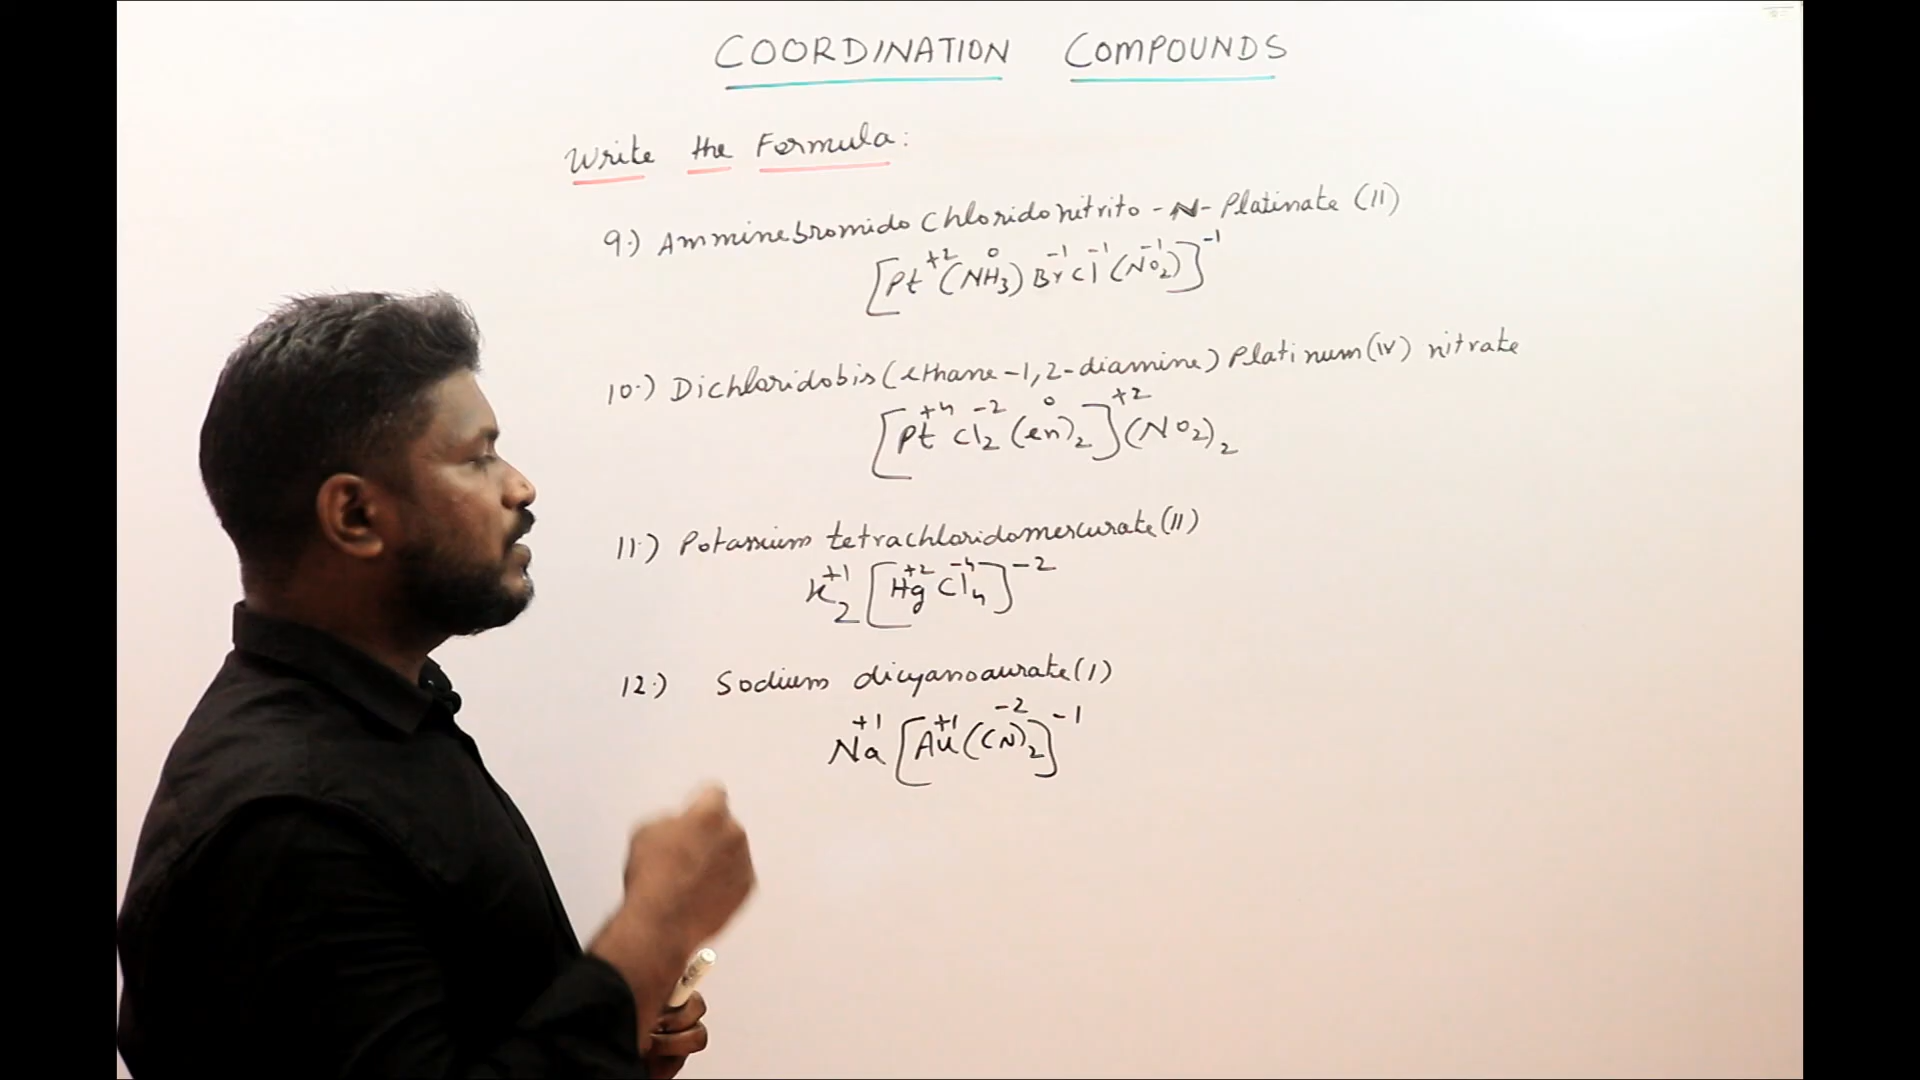 COORDINATION COMPOUNDS
Write the Formula:
9.) Amminebromidochloridonitrito-N-Platinate (II)
[Pt⁺² (NH₃)⁰ Br⁻¹ Cl⁻¹ (NO₂)⁻¹]⁻¹
10.) Dichloridobis(ethane-1,2-diamine) Platinum(IV) nitrate
[Pt⁺⁴ Cl₂⁻² (en)₂⁰]⁺² (NO₂)₂
11.) Potassium tetrachloridomercurate(II)
K₂⁺¹ [Hg⁺² Cl₄⁻⁴]⁻²
12.) Sodium dicyanoaurate(I)
Na⁺¹ [Au⁺¹ (CN)₂⁻²]⁻¹